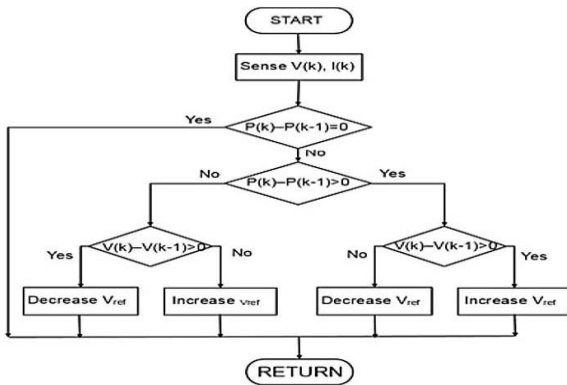 START
Sense V(k), I(k)
Yes
P(k)–P(k-1)=0
No
No
P(k)–P(k-1)>0
Yes
Yes
V(k)–V(k-1)>0
No
No
V(k)–V(k-1)>0
Yes
Decrease Vref
Increase Vref
Decrease Vref
Increase Vref
RETURN